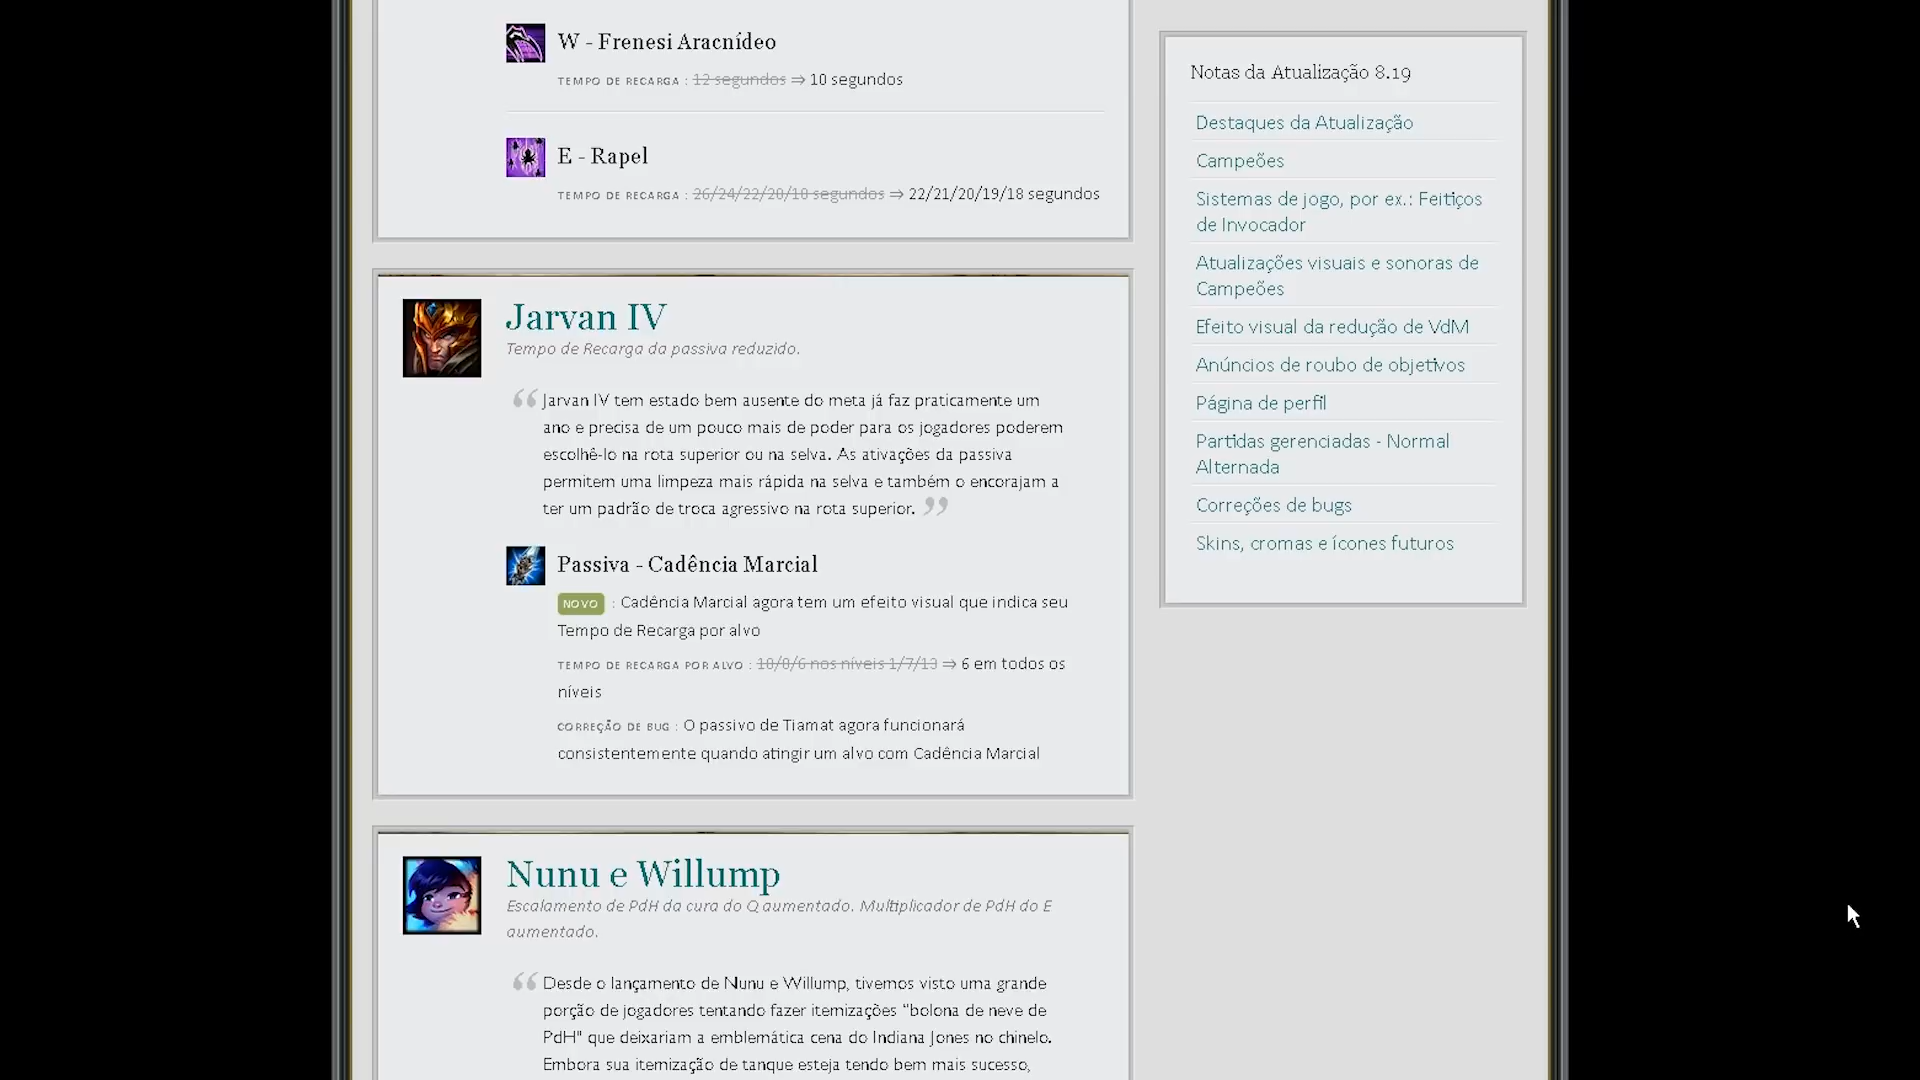 W - Frenesi Aracnídeo
TEMPO DE RECARGA : 12 segundos ⇒ 10 segundos
E - Rapel
TEMPO DE RECARGA : 26/24/22/20/18 segundos ⇒ 22/21/20/19/18 segundos
Jarvan IV
Tempo de Recarga da passiva reduzido.
“ Jarvan IV tem estado bem ausente do meta já faz praticamente um
ano e precisa de um pouco mais de poder para os jogadores poderem
escolhê-lo na rota superior ou na selva. As ativações da passiva
permitem uma limpeza mais rápida na selva e também o encorajam a
ter um padrão de troca agressivo na rota superior. ”
Passiva - Cadência Marcial
NOVO : Cadência Marcial agora tem um efeito visual que indica seu
Tempo de Recarga por alvo
TEMPO DE RECARGA POR ALVO : 10/8/6 nos níveis 1/7/13 ⇒ 6 em todos os
níveis
CORREÇÃO DE BUG : O passivo de Tiamat agora funcionará
consistentemente quando atingir um alvo com Cadência Marcial
Nunu e Willump
Escalamento de PdH da cura do Q aumentado. Multiplicador de PdH do E
aumentado.
“ Desde o lançamento de Nunu e Willump, tivemos visto uma grande
porção de jogadores tentando fazer itemizações "bolona de neve de
PdH" que deixariam a emblemática cena do Indiana Jones no chinelo.
Embora sua itemização de tanque esteja tendo bem mais sucesso,
Notas da Atualização 8.19
Destaques da Atualização
Campeões
Sistemas de jogo, por ex.: Feitiços
de Invocador
Atualizações visuais e sonoras de
Campeões
Efeito visual da redução de VdM
Anúncios de roubo de objetivos
Página de perfil
Partidas gerenciadas - Normal
Alternada
Correções de bugs
Skins, cromas e ícones futuros